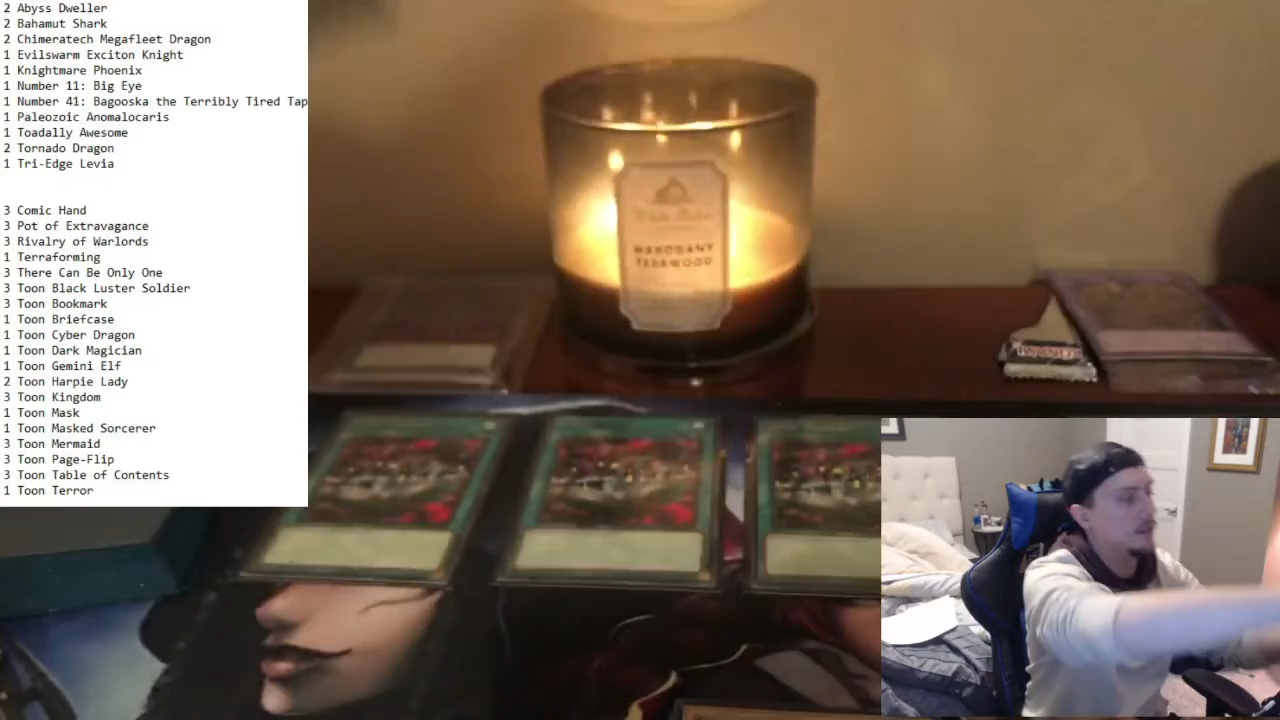 2 Abyss Dweller
2 Bahamut Shark
2 Chimeratech Megafleet Dragon
1 Evilswarm Exciton Knight
1 Knightmare Phoenix
1 Number 11: Big Eye
1 Number 41: Bagooska the Terribly Tired Tap
1 Paleozoic Anomalocaris
1 Toadally Awesome
2 Tornado Dragon
1 Tri-Edge Levia
3 Comic Hand
3 Pot of Extravagance
3 Rivalry of Warlords
1 Terraforming
3 There Can Be Only One
3 Toon Black Luster Soldier
3 Toon Bookmark
1 Toon Briefcase
1 Toon Cyber Dragon
1 Toon Dark Magician
1 Toon Gemini Elf
2 Toon Harpie Lady
3 Toon Kingdom
1 Toon Mask
1 Toon Masked Sorcerer
3 Toon Mermaid
3 Toon Page-Flip
3 Toon Table of Contents
1 Toon Terror
MAHOGANY
TEAKWOOD